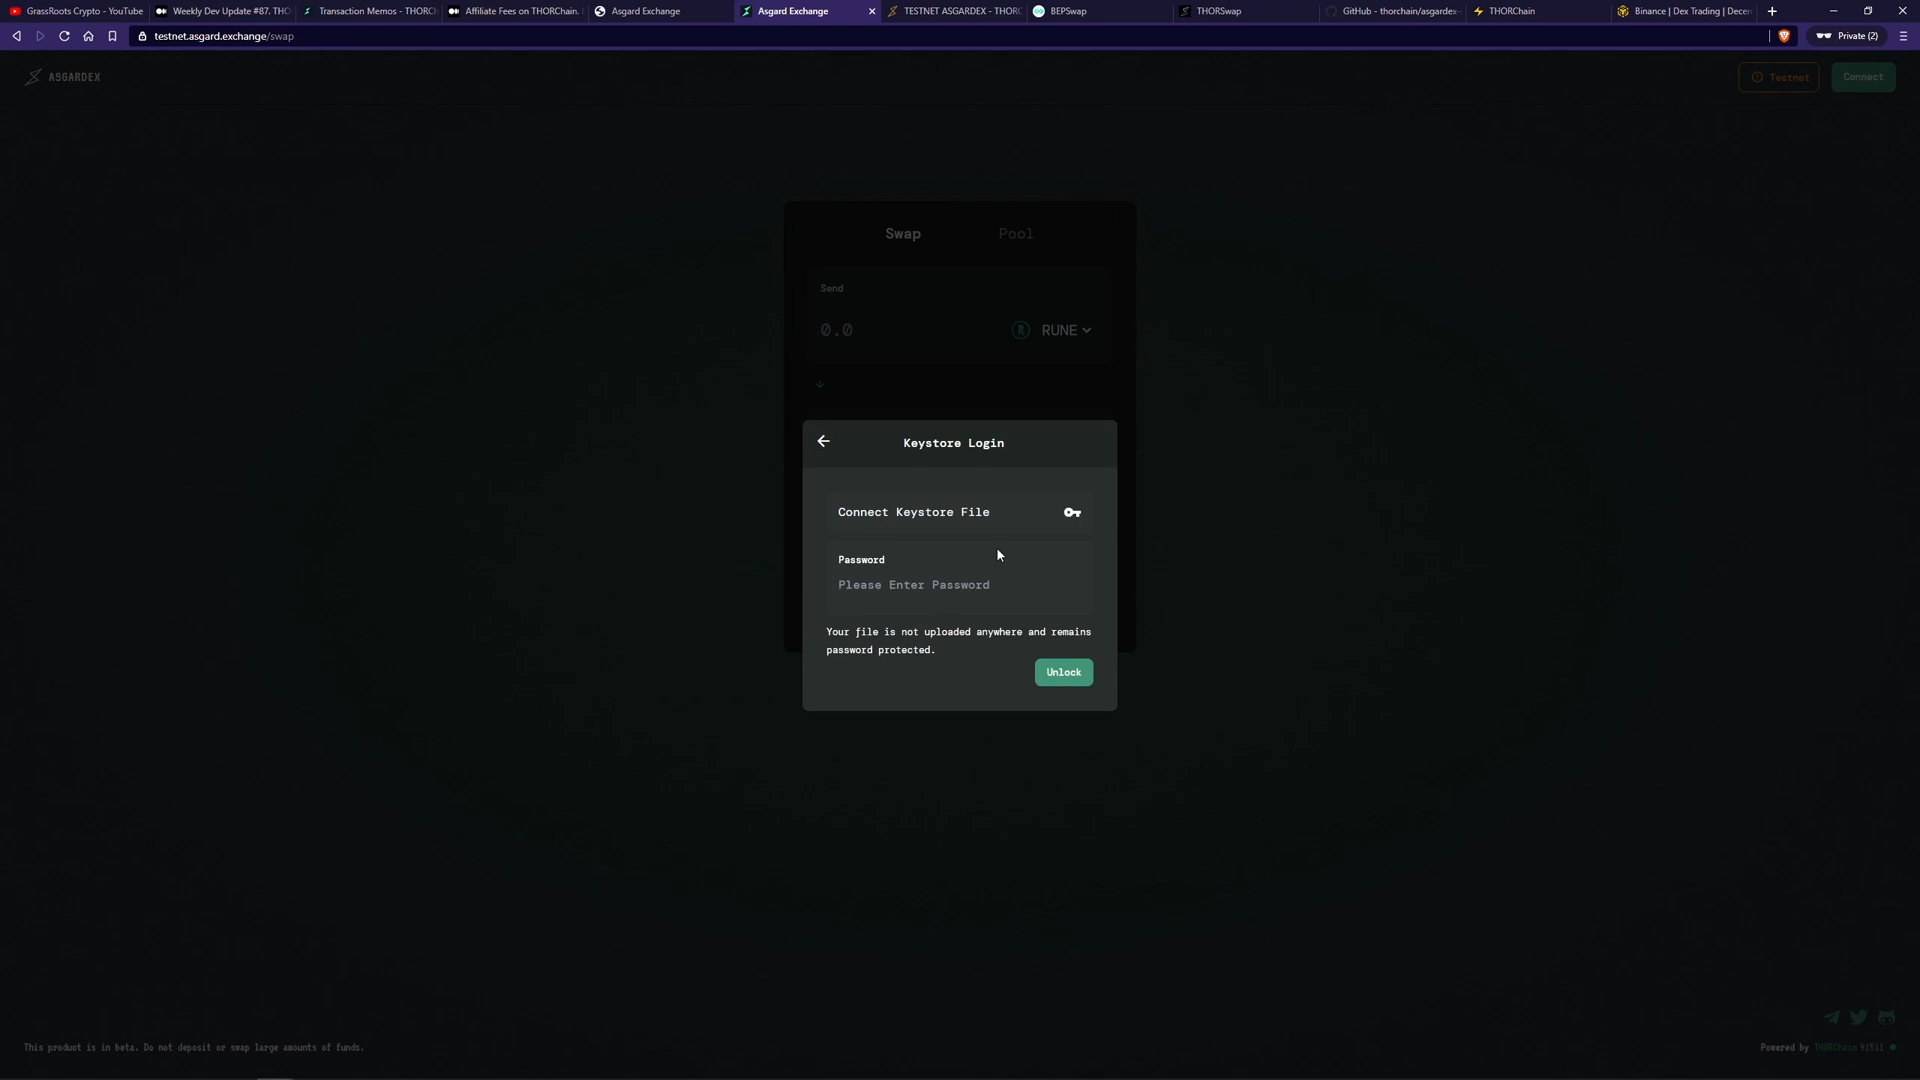 GrassRoots Crypto - YouTube
Weekly Dev Update #87. THO
Transaction Memos - THORCh
Affiliate Fees on THORChain.
Asgard Exchange
Asgard Exchange
TESTNET ASGARDEX - THORC
BEPSwap
THORSwap
GitHub - thorchain/asgardex-
THORChain
Binance | Dex Trading | Decen
testnet.asgard.exchange/swap
Private (2)
ASGARDEX
Testnet
Connect
Swap
Pool
Send
0.0
RUNE
Keystore Login
Connect Keystore File
Password
Please Enter Password
Your file is not uploaded anywhere and remains
password protected.
Unlock
This product is in beta. Do not deposit or swap large amounts of funds.
Powered by THORChain